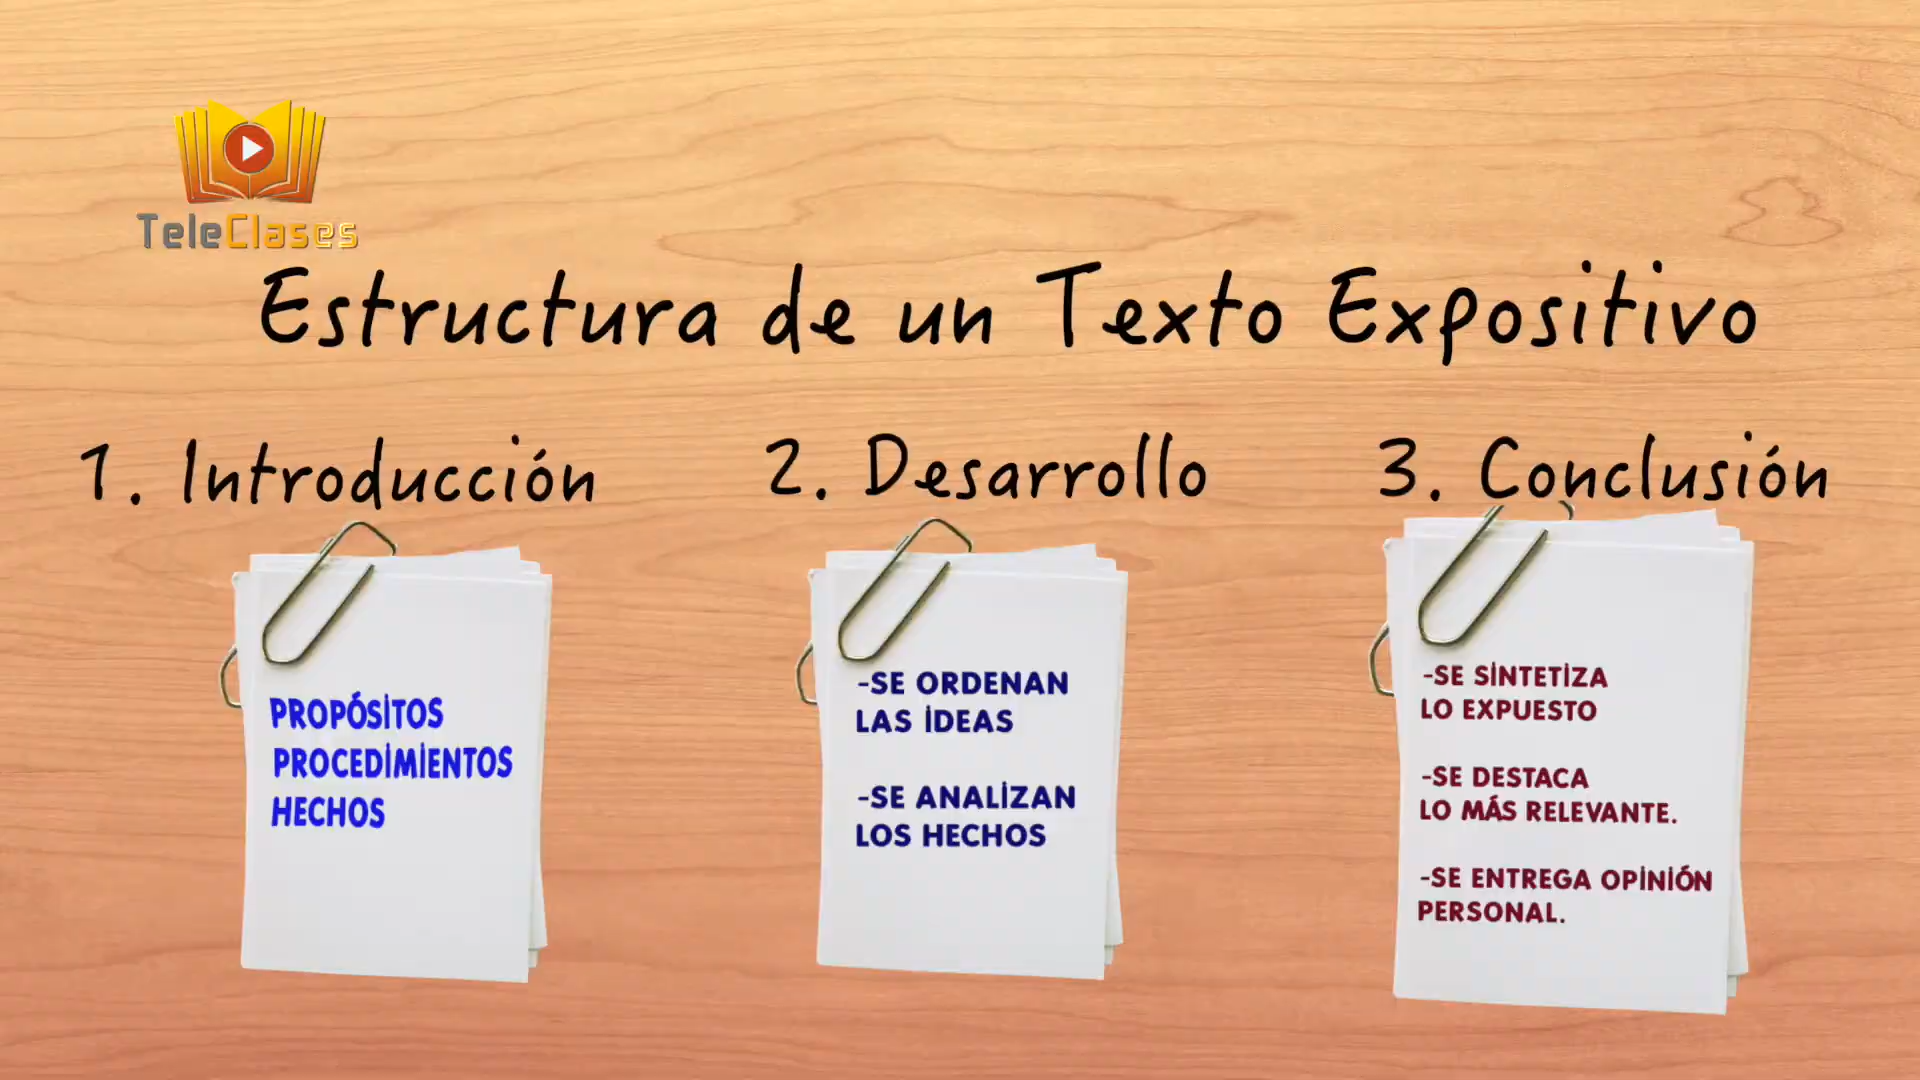 TeleClases
Estructura de un Texto Expositivo
1. Introducción
PROPÓSITOS
PROCEDIMIENTOS
HECHOS
2. Desarrollo
-SE ORDENAN
LAS IDEAS
-SE ANALIZAN
LOS HECHOS
3. Conclusión
-SE SINTETIZA
LO EXPUESTO
-SE DESTACA
LO MÁS RELEVANTE.
-SE ENTREGA OPINIÓN
PERSONAL.